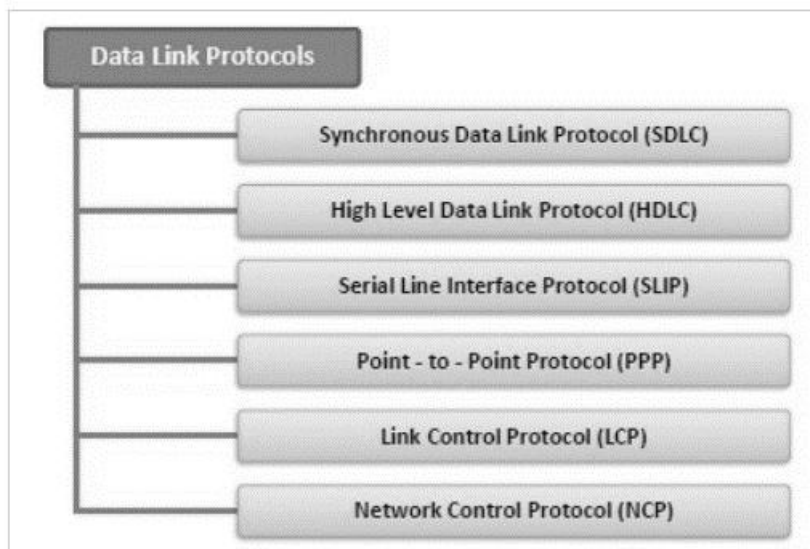 Data Link Protocols
Synchronous Data Link Protocol (SDLC)
High Level Data Link Protocol (HDLC)
Serial Line Interface Protocol (SLIP)
Point - to - Point Protocol (PPP)
Link Control Protocol (LCP)
Network Control Protocol (NCP)